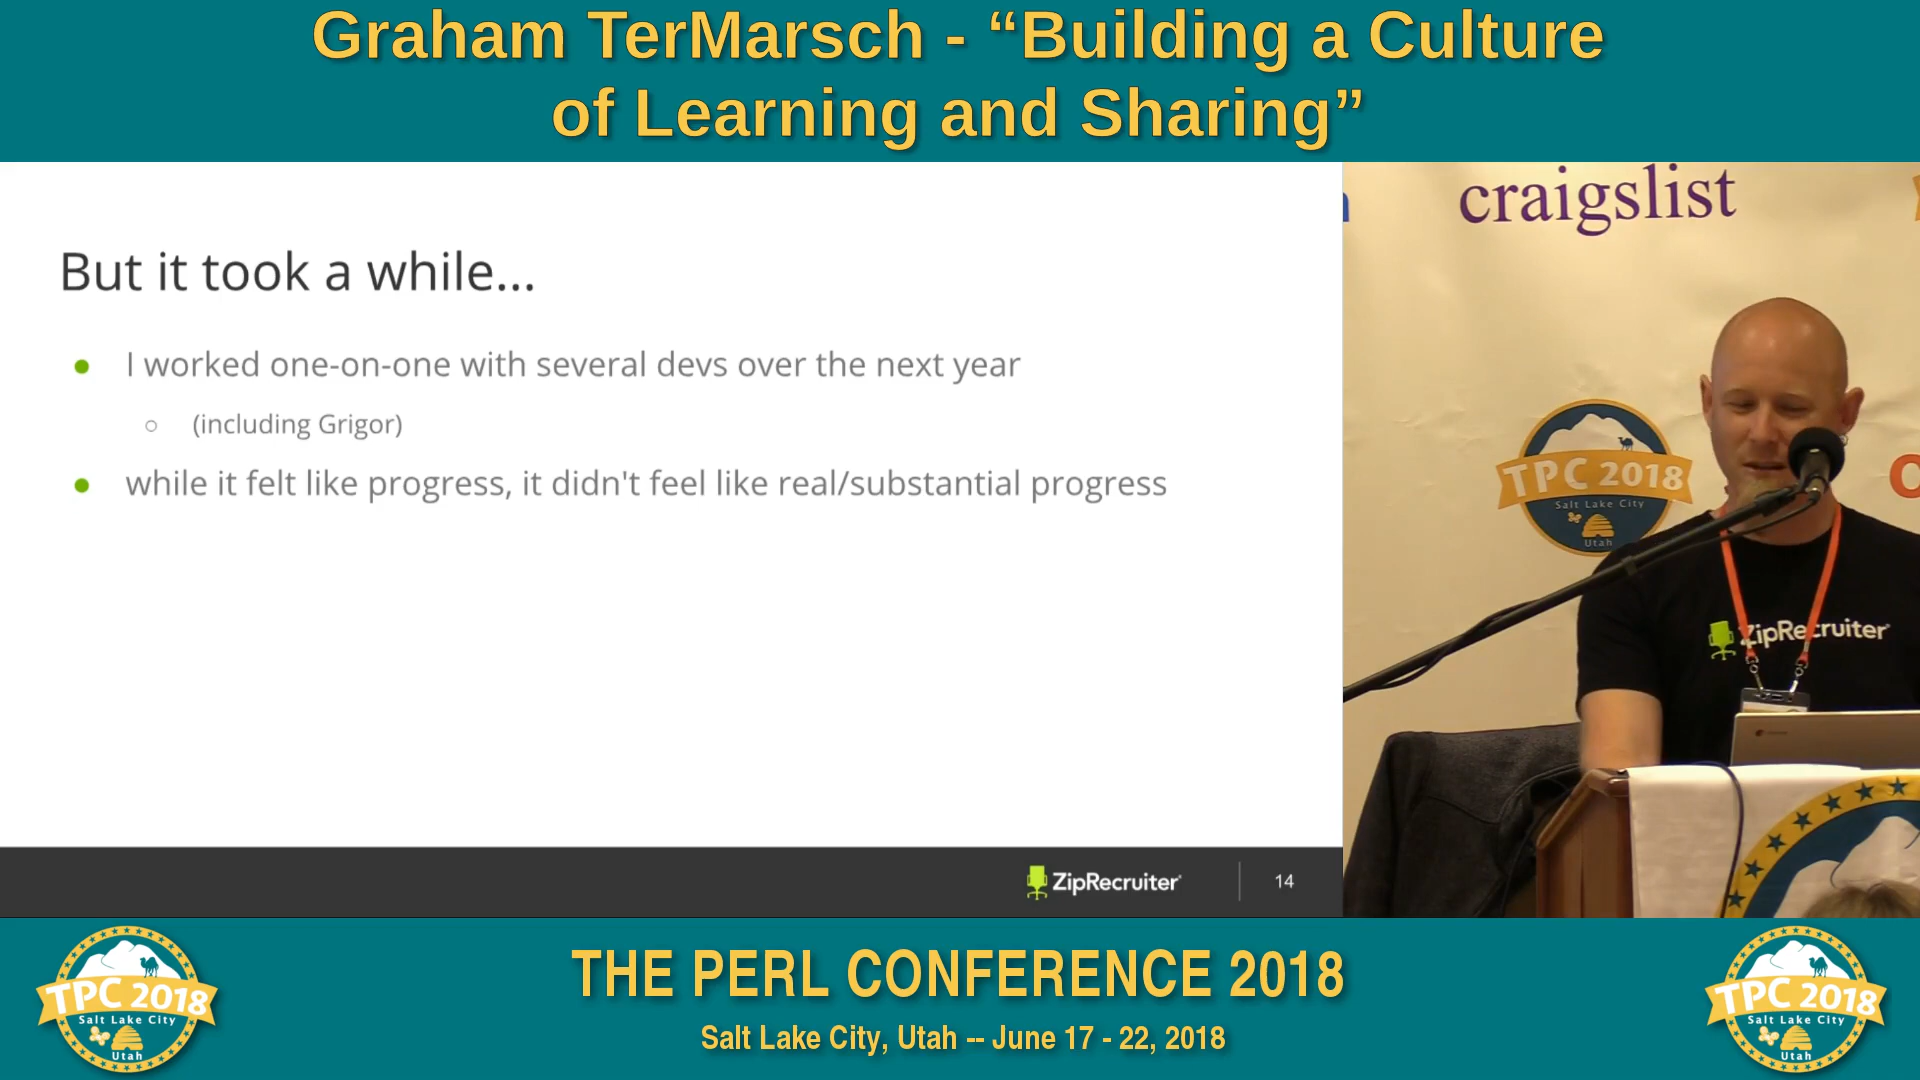 Graham TerMarsch - “Building a Culture
of Learning and Sharing”
But it took a while...
● I worked one-on-one with several devs over the next year
○ (including Grigor)
● while it felt like progress, it didn't feel like real/substantial progress
ZipRecruiter
14
craigslist
TPC 2018
Salt Lake City
Utah
ZipRecruiter
TPC 2018
Salt Lake City
Utah
THE PERL CONFERENCE 2018
Salt Lake City, Utah -- June 17 - 22, 2018
TPC 2018
Salt Lake City
Utah